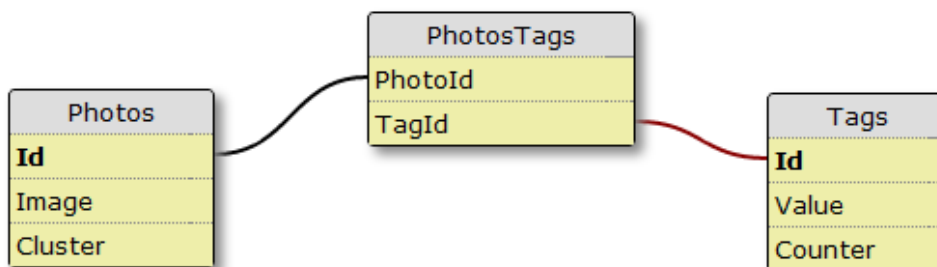 PhotosTags
PhotoId
TagId
Photos
Id
Image
Cluster
Tags
Id
Value
Counter